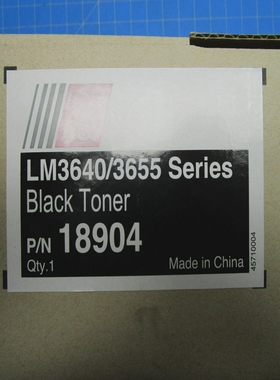 LM3640/3655 Series
Black Toner
P/N 18904
Qty.1
Made in China
45710004